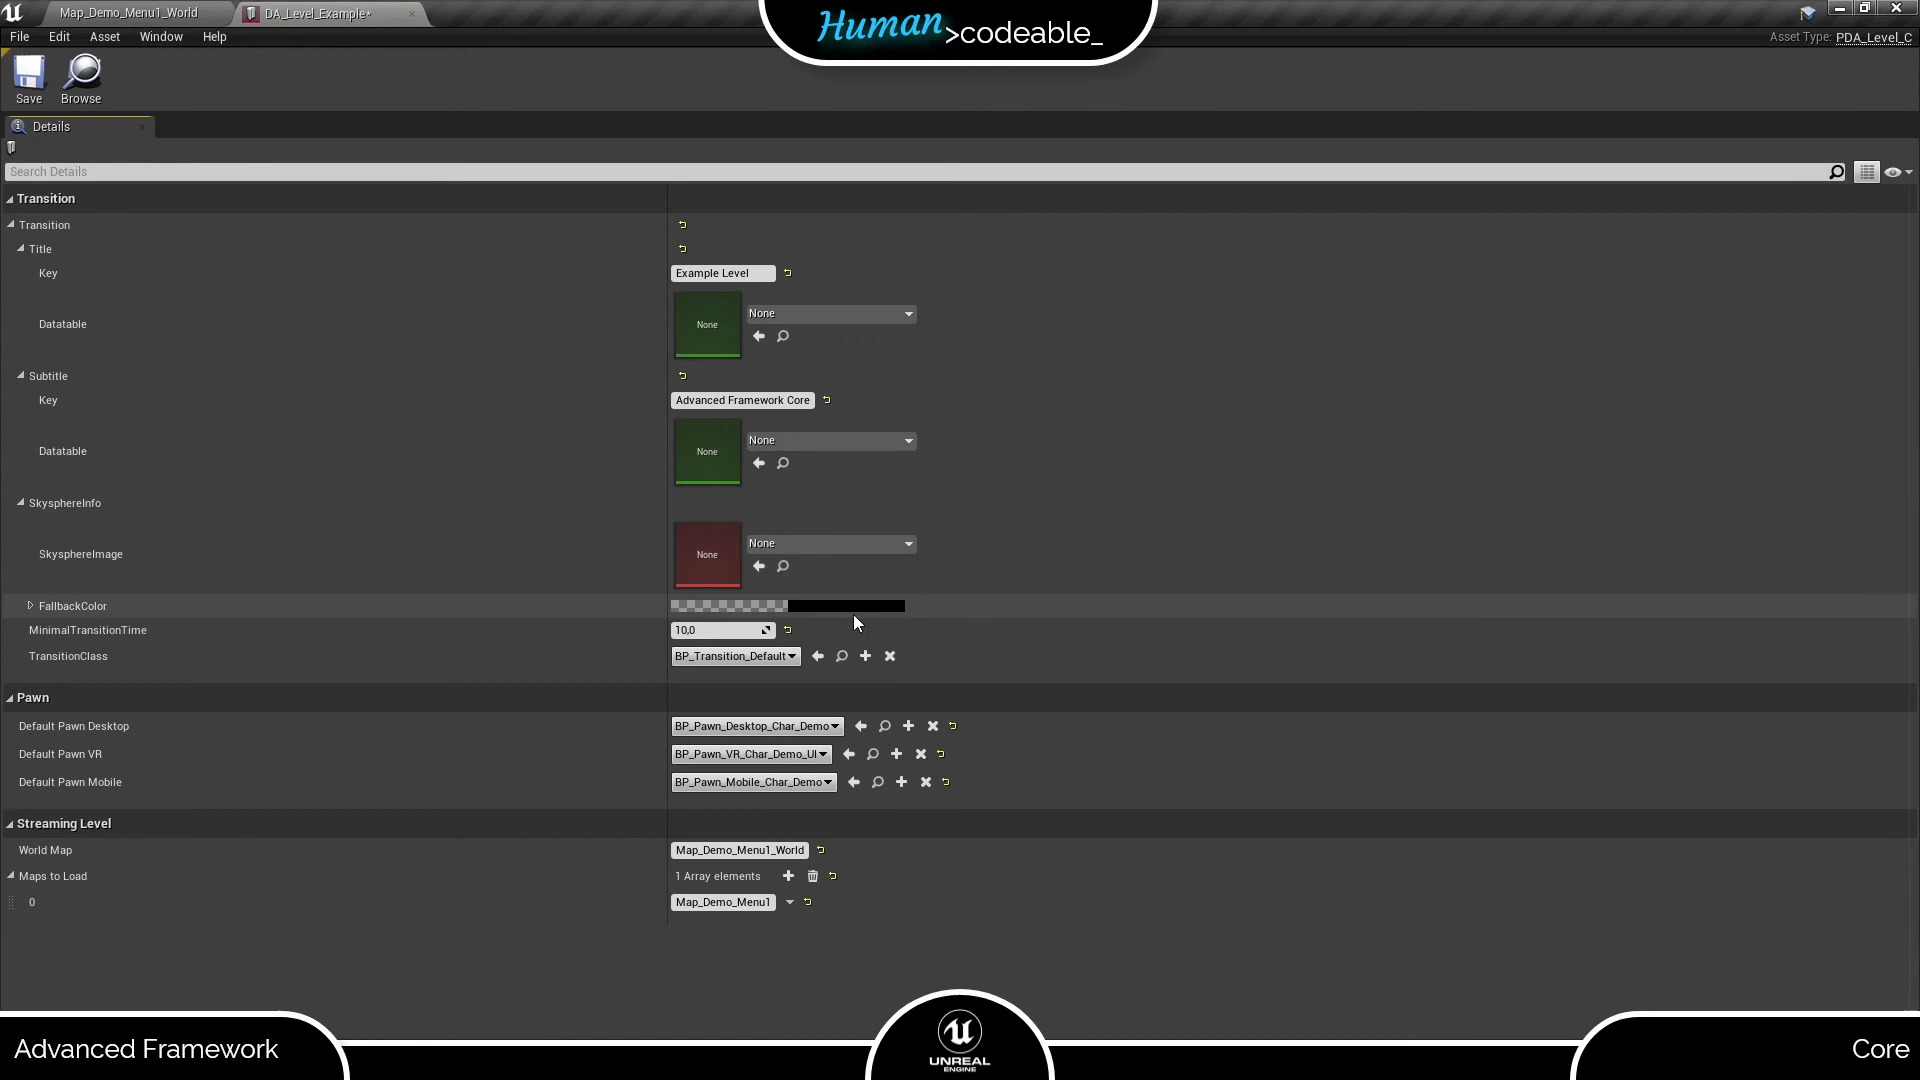 Map_Demo_Menu1_World
DA_Level_Example*
File Edit Asset Window Help
Human >codeable_
Asset Type: PDA_Level_C
Save Browse
Details
Search Details
Transition
Transition
Title
Key Example Level
Datatable None None
Subtitle
Key Advanced Framework Core
Datatable None None
SkysphereInfo
SkysphereImage None None
FallbackColor
MinimalTransitionTime 10,0
TransitionClass BP_Transition_Default
Pawn
Default Pawn Desktop BP_Pawn_Desktop_Char_Demo
Default Pawn VR BP_Pawn_VR_Char_Demo_UI
Default Pawn Mobile BP_Pawn_Mobile_Char_Demo
Streaming Level
World Map Map_Demo_Menu1_World
Maps to Load 1 Array elements
0 Map_Demo_Menu1
Advanced Framework
UNREAL
ENGINE
Core